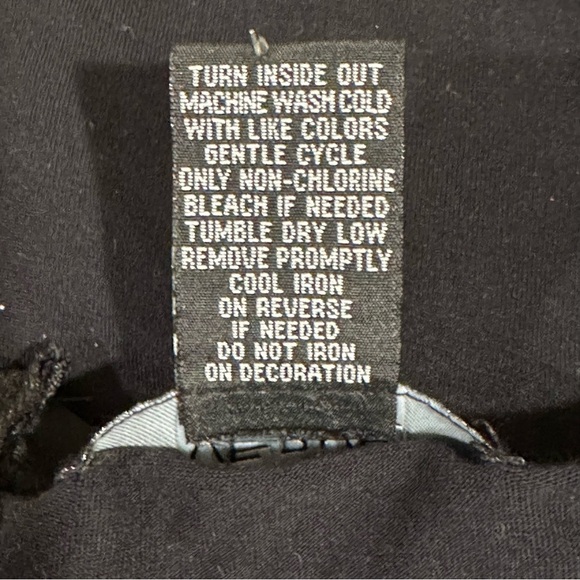 TURN INSIDE OUT
MACHINE WASH COLD
WITH LIKE COLORS
GENTLE CYCLE
ONLY NON-CHLORINE
BLEACH IF NEEDED
TUMBLE DRY LOW
REMOVE PROMPTLY
COOL IRON
ON REVERSE
IF NEEDED
DO NOT IRON
ON DECORATION